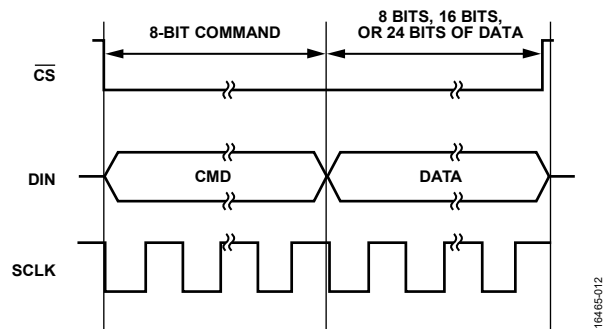 8-BIT COMMAND
8 BITS, 16 BITS,
OR 24 BITS OF DATA
CS
DIN
CMD
DATA
SCLK
16465-012